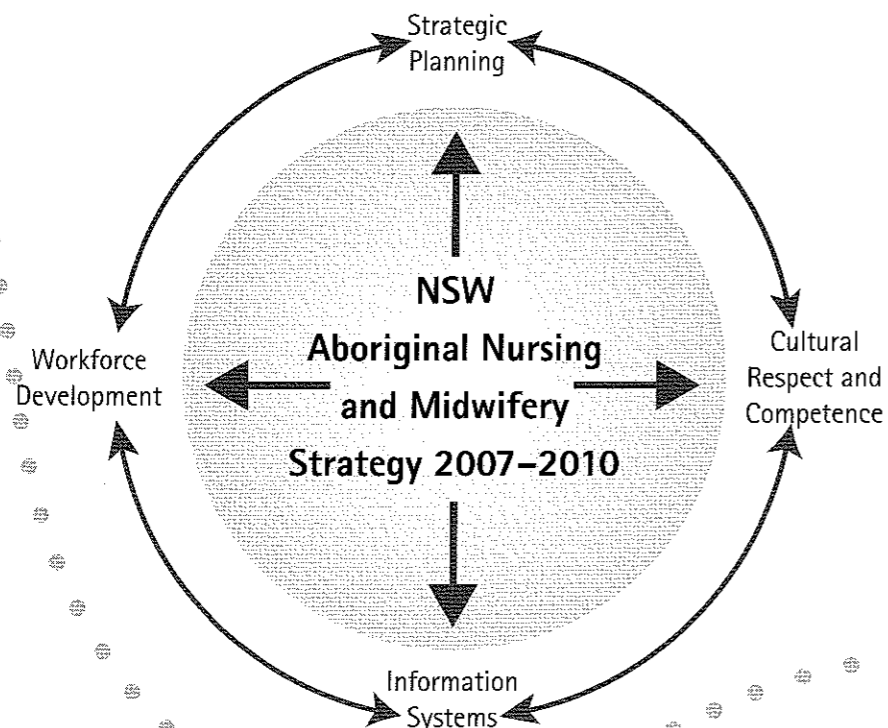 Strategic
Planning
NSW
Aboriginal Nursing
and Midwifery
Strategy 2007–2010
Workforce
Development
Cultural
Respect and
Competence
Information
Systems